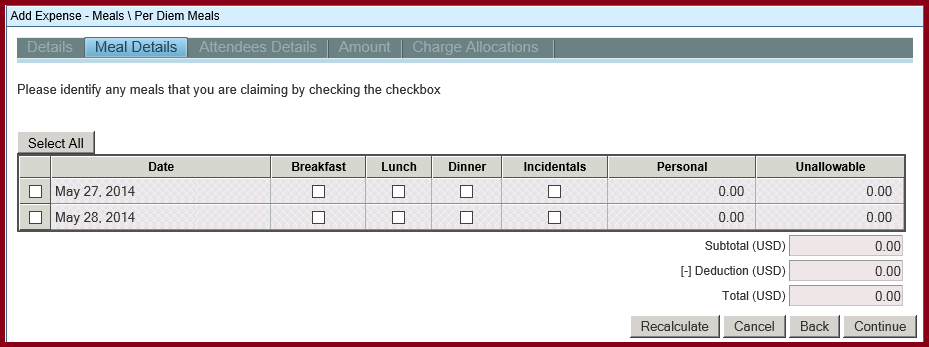 Add Expense - Meals \ Per Diem Meals
Details Meal Details Attendees Details Amount Charge Allocations
Please identify any meals that you are claiming by checking the checkbox
Select All
Date Breakfast Lunch Dinner Incidentals Personal Unallowable
May 27, 2014 0.00 0.00
May 28, 2014 0.00 0.00
Subtotal (USD) 0.00
[-] Deduction (USD) 0.00
Total (USD) 0.00
Recalculate Cancel Back Continue